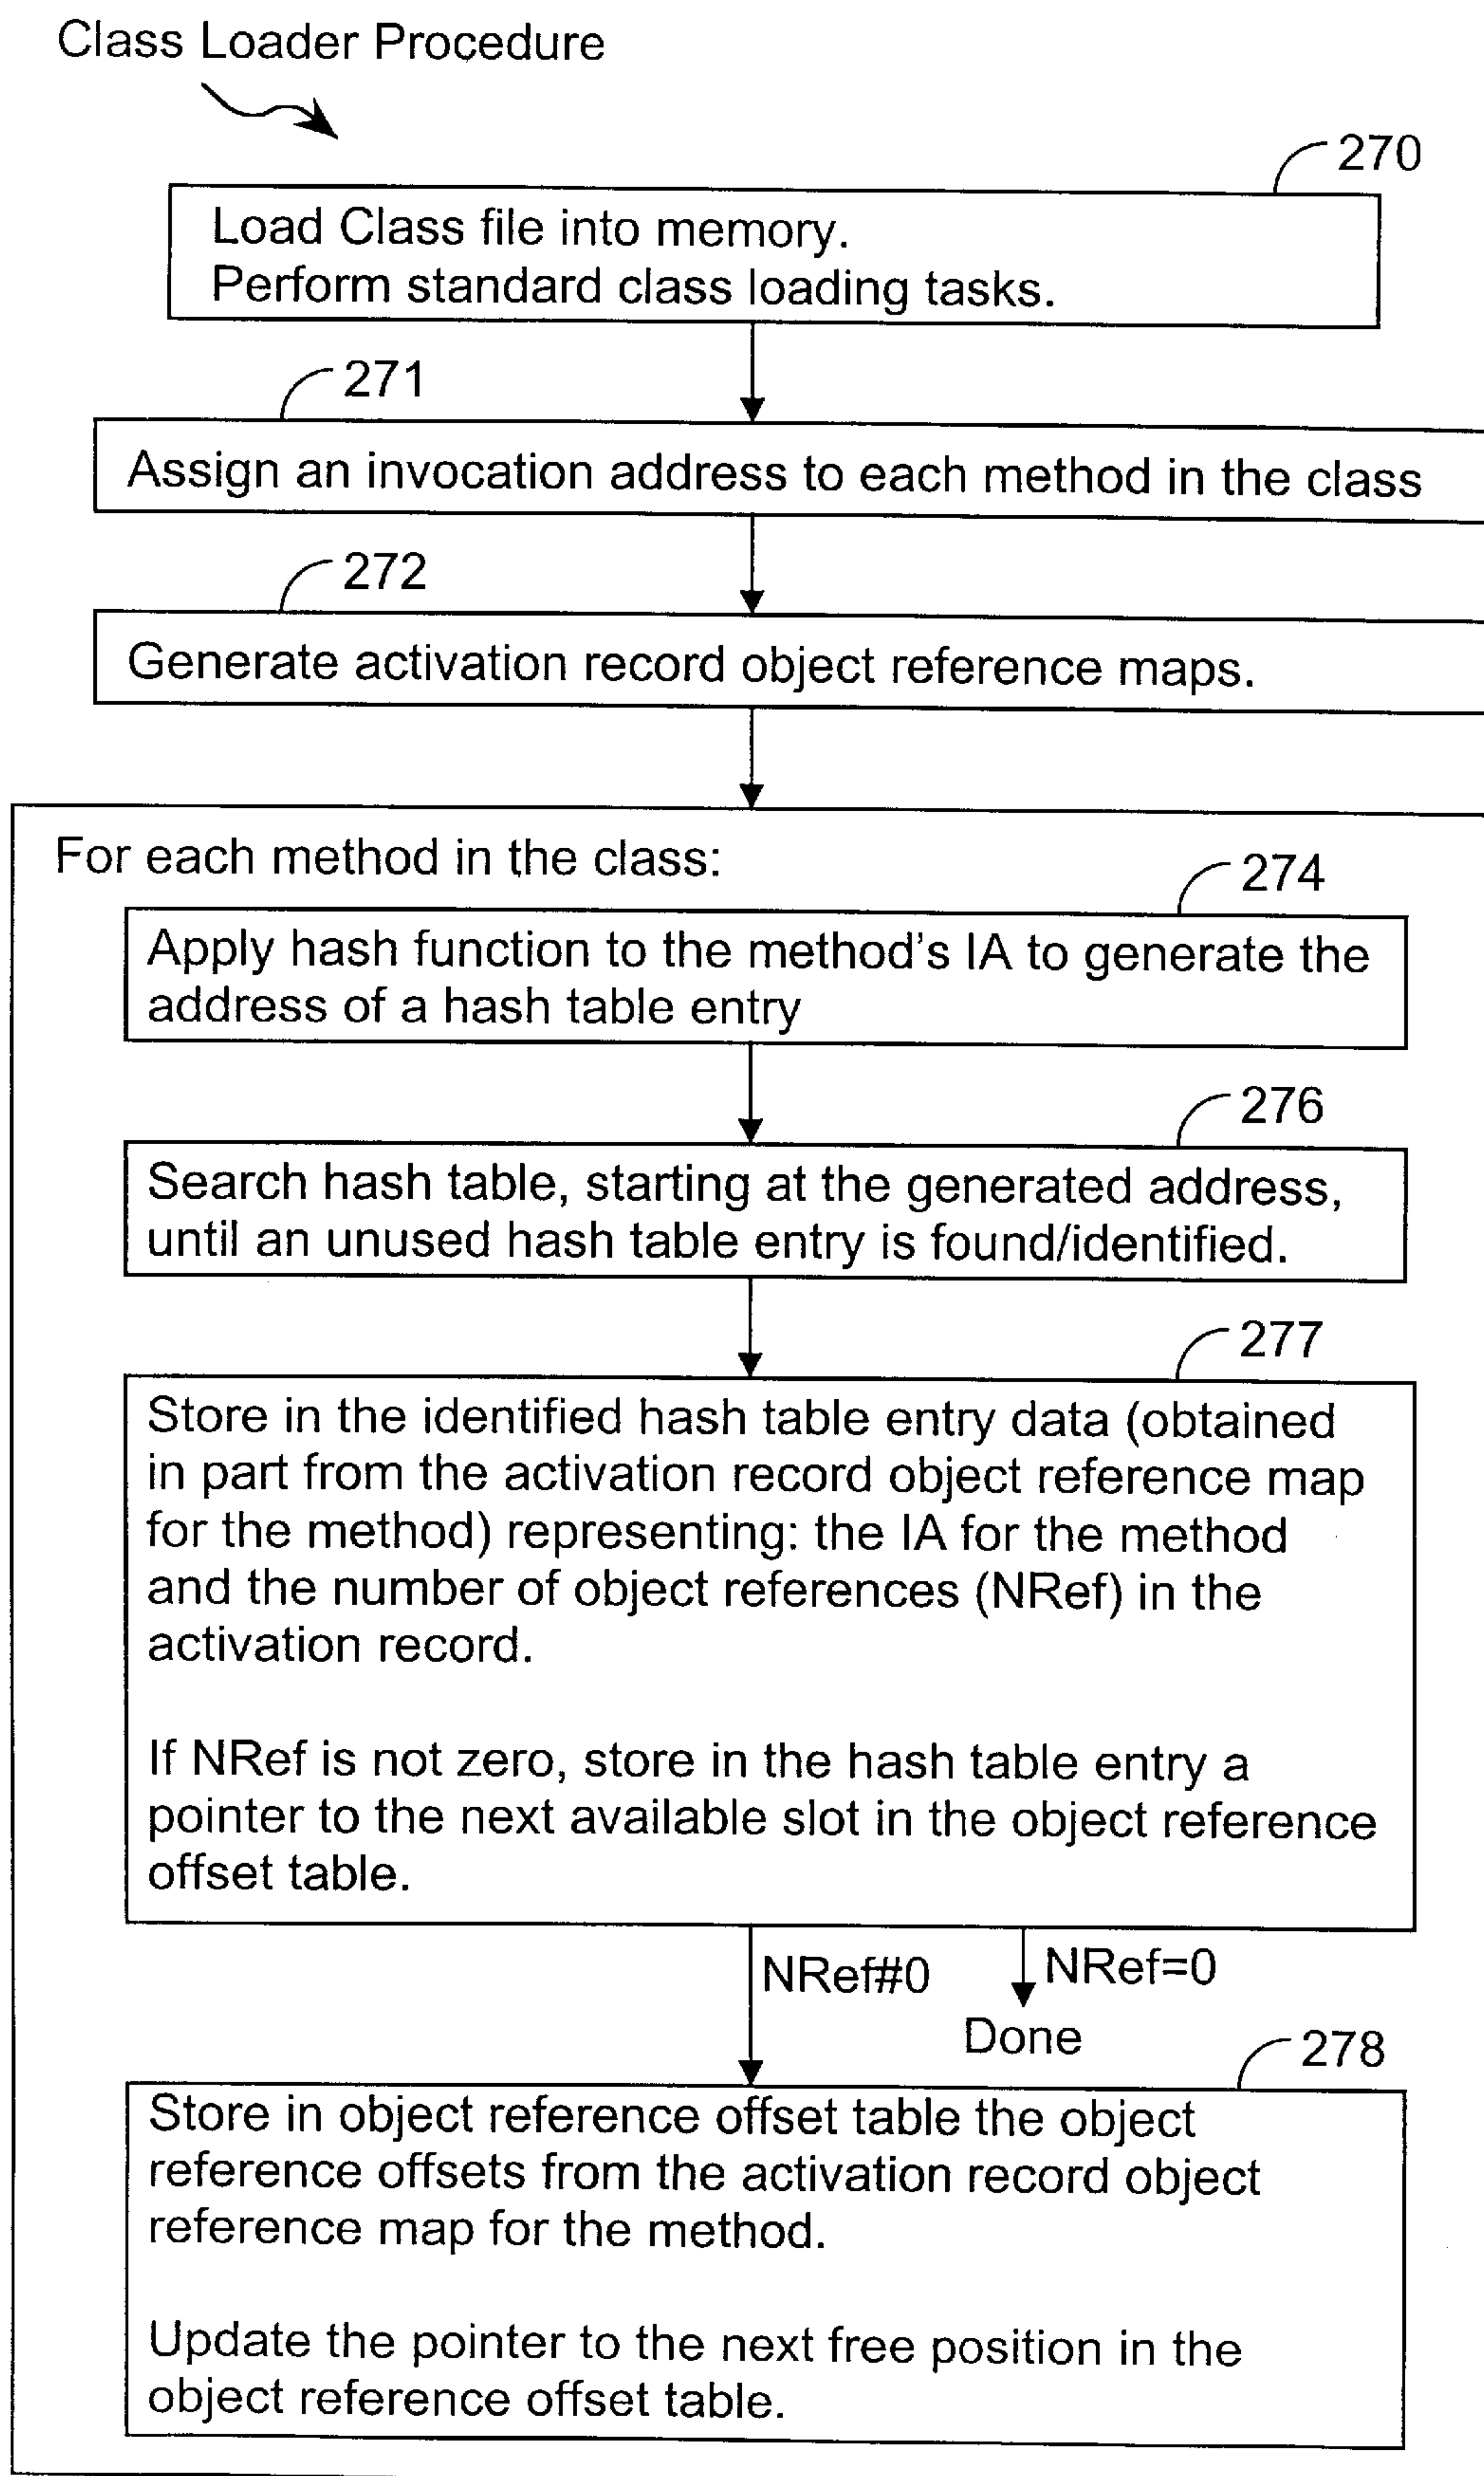 Class Loader Procedure
270
Load Class file into memory.
Perform standard class loading tasks.
271
Assign an invocation address to each method in the class
272
Generate activation record object reference maps.
For each method in the class:
274
Apply hash function to the method's IA to generate the
address of a hash table entry
276
Search hash table, starting at the generated address,
until an unused hash table entry is found/identified.
277
Store in the identified hash table entry data (obtained
in part from the activation record object reference map
for the method) representing: the IA for the method
and the number of object references (NRef) in the
activation record.
If NRef is not zero, store in the hash table entry a
pointer to the next available slot in the object reference
offset table.
NRef#0
NRef=0
Done
278
Store in object reference offset table the object
reference offsets from the activation record object
reference map for the method.
Update the pointer to the next free position in the
object reference offset table.